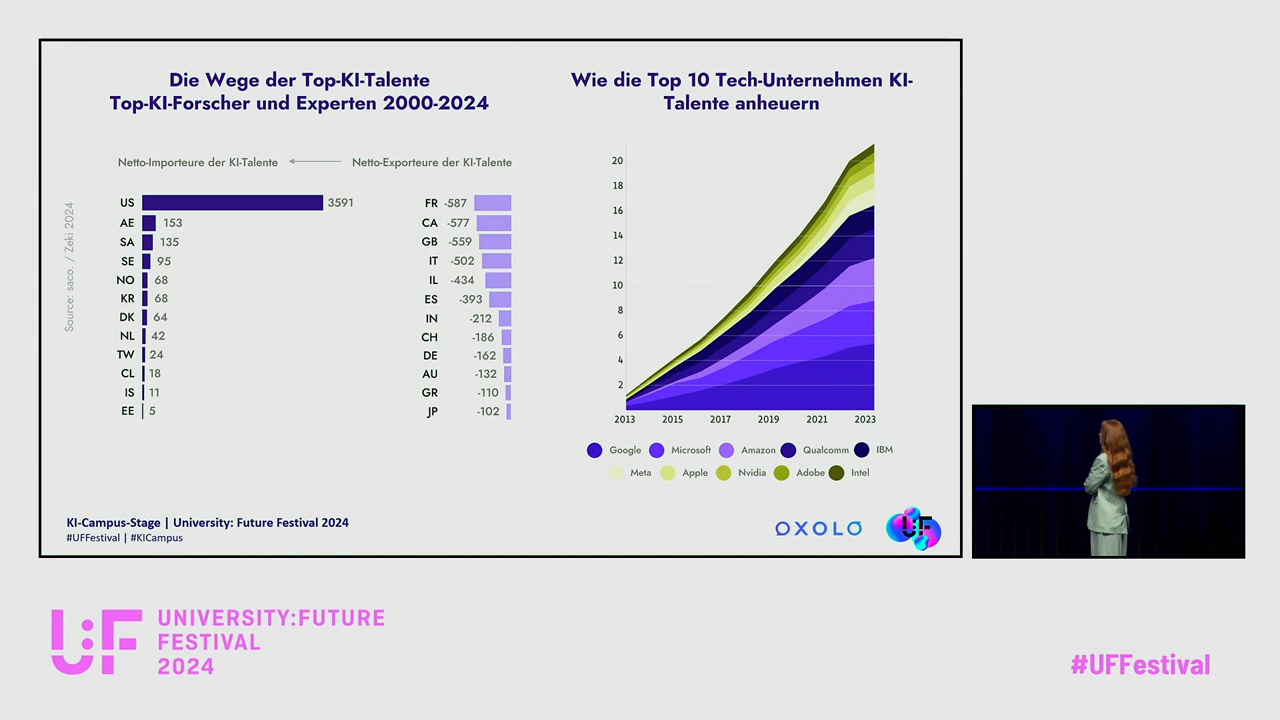 Die Wege der Top-KI-Talente
Top-KI-Forscher und Experten 2000-2024
Netto-Importeure der KI-Talente
Netto-Exporteure der KI-Talente
Source: saco. / Zeki 2024
US 3591
AE 153
SA 135
SE 95
NO 68
KR 68
DK 64
NL 42
TW 24
CL 18
IS 11
EE 5
FR -587
CA -577
GB -559
IT -502
IL -434
ES -393
IN -212
CH -186
DE -162
AU -132
GR -110
JP -102
Wie die Top 10 Tech-Unternehmen KI-
Talente anheuern
20
18
16
14
12
10
8
6
4
2
2013 2015 2017 2019 2021 2023
Google Microsoft Amazon Qualcomm IBM
Meta Apple Nvidia Adobe Intel
KI-Campus-Stage | University: Future Festival 2024
#UFFestival | #KICampus
OXOLO
U:F
U:F
UNIVERSITY:FUTURE
FESTIVAL
2024
#UFFestival